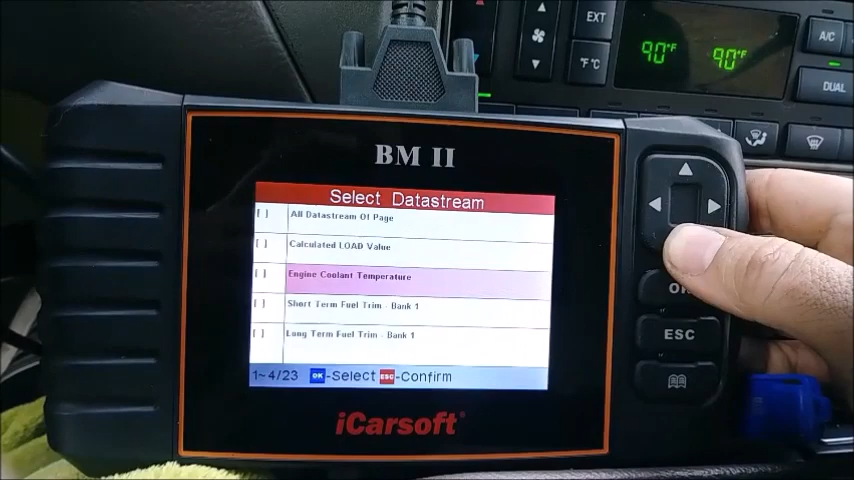 EXT
A/C
90°F 90°F
°F°C
DUAL
BM II
Select Datastream
[ ] All Datastream Of Page
[ ] Calculated LOAD Value
[ ] Engine Coolant Temperature
[ ] Short Term Fuel Trim - Bank 1
[ ] Long Term Fuel Trim - Bank 1
1~4/23 OK-Select ESC-Confirm
OK
ESC
iCarsoft®